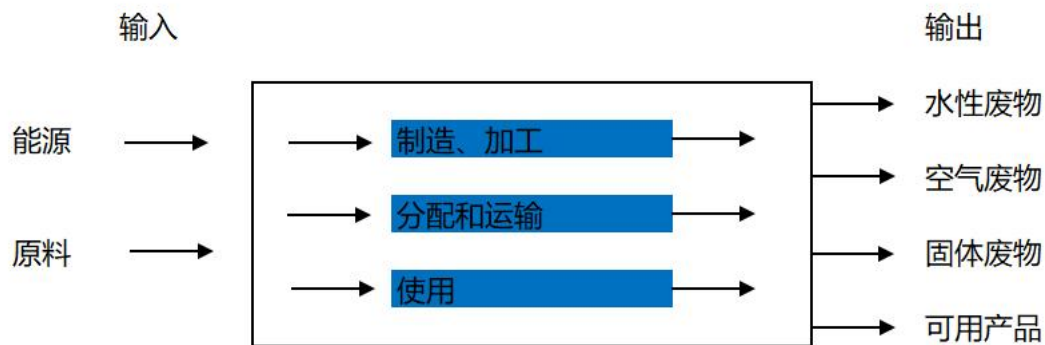 输入
输出
能源
原料
制造、加工
分配和运输
使用
水性废物
空气废物
固体废物
可用产品